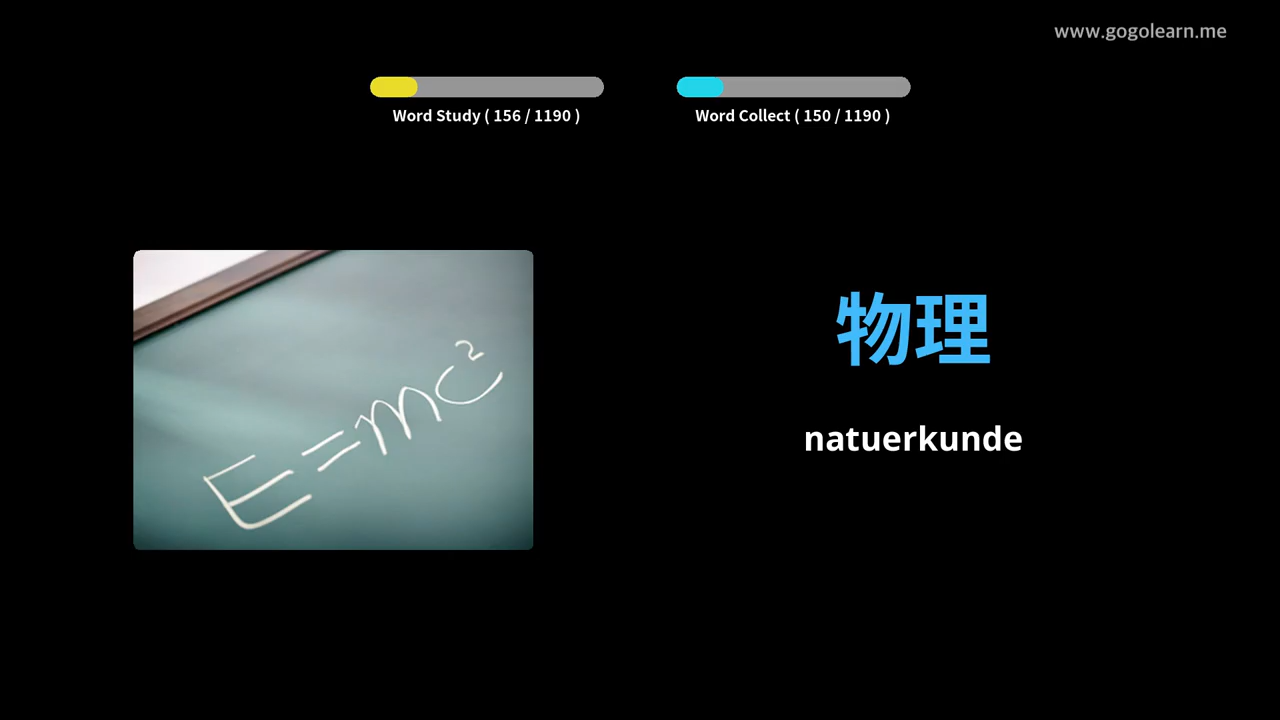 www.gogolearn.me
Word Study ( 156 / 1190 )
Word Collect ( 150 / 1190 )
E=mc²
物理
natuerkunde